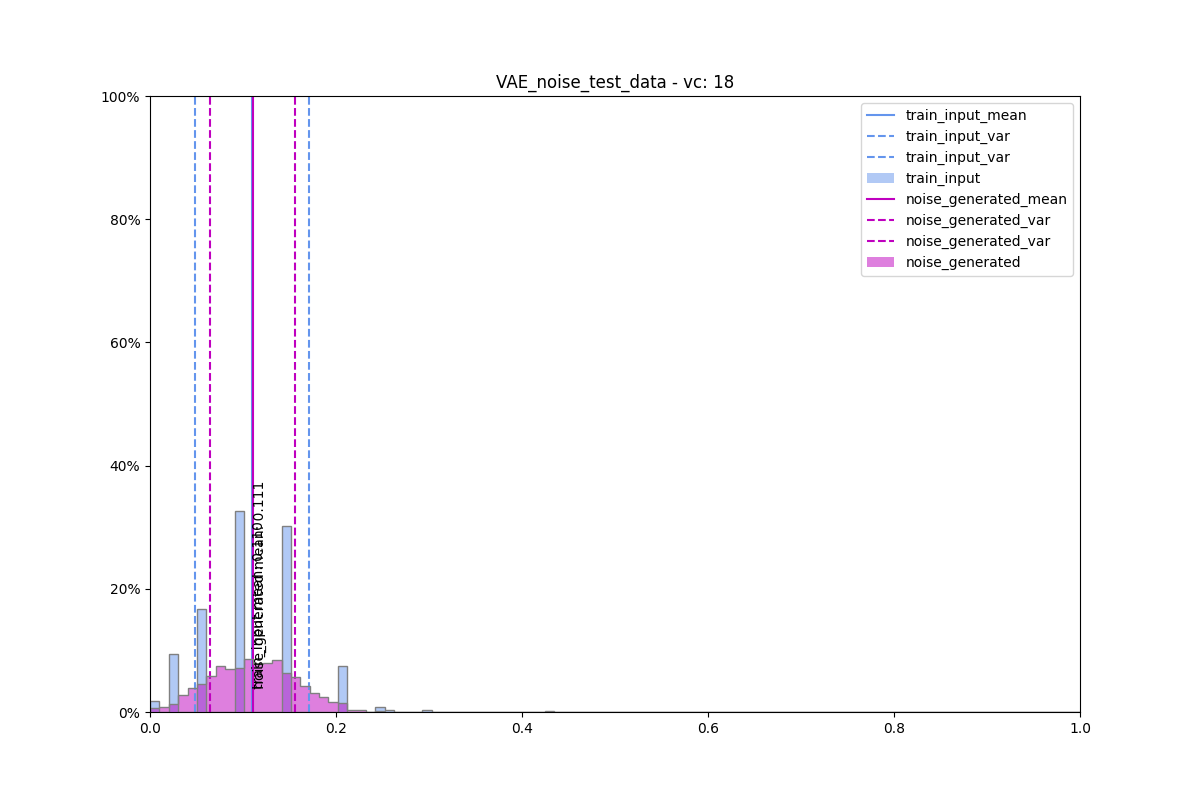 VAE_noise_test_data - vc: 18
100%
80%
60%
40%
20%
0%
0.0
0.2
0.4
0.6
0.8
1.0
train_input_mean
train_input_var
train_input_var
train_input
noise_generated_mean
noise_generated_var
noise_generated_var
noise_generated